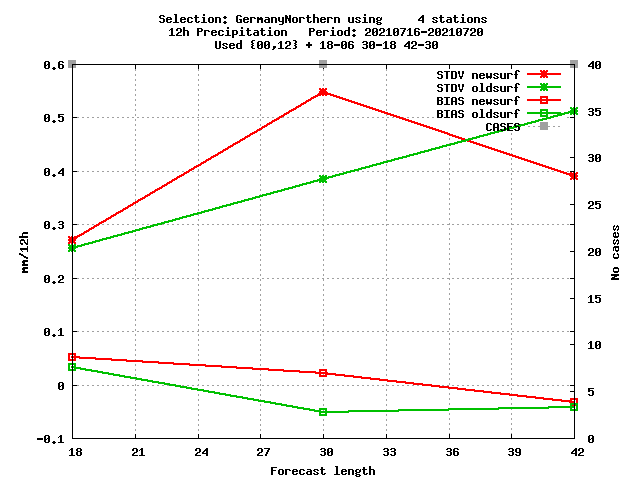 Selection: GermanyNorthern using 4 stations
12h Precipitation Period: 20210716-20210720
Used {00,12} + 18-06 30-18 42-30
STDV newsurf
STDV oldsurf
BIAS newsurf
BIAS oldsurf
CASES
0.6
0.5
0.4
0.3
0.2
0.1
0
-0.1
mm/12h
40
35
30
25
20
15
10
5
0
No cases
18 21 24 27 30 33 36 39 42
Forecast length